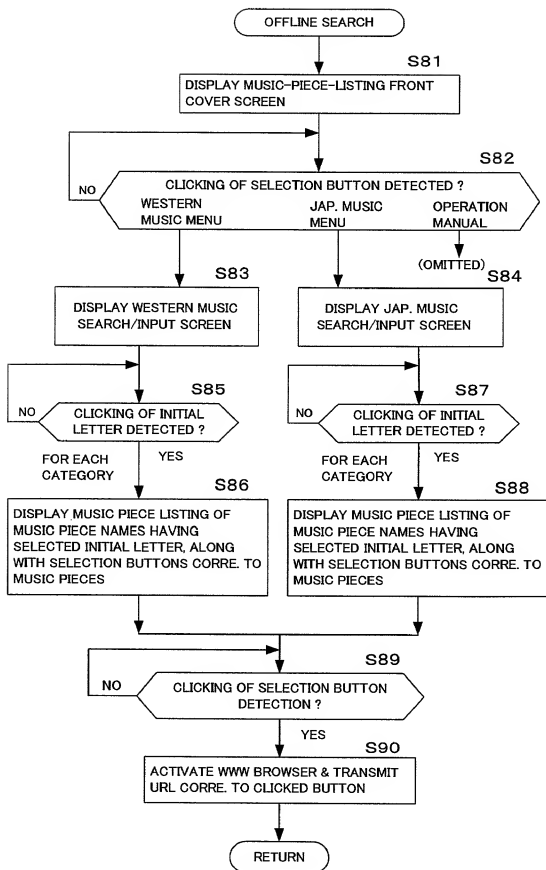 OFFLINE SEARCH
S81
DISPLAY MUSIC-PIECE-LISTING FRONT
COVER SCREEN
S82
NO
CLICKING OF SELECTION BUTTON DETECTED ?
WESTERN
MUSIC MENU
JAP. MUSIC
MENU
OPERATION
MANUAL
(OMITTED)
S83
DISPLAY WESTERN MUSIC
SEARCH/INPUT SCREEN
S84
DISPLAY JAP. MUSIC
SEARCH/INPUT SCREEN
S85
NO
CLICKING OF INITIAL
LETTER DETECTED ?
FOR EACH
CATEGORY
YES
S87
NO
CLICKING OF INITIAL
LETTER DETECTED ?
FOR EACH
CATEGORY
YES
S86
DISPLAY MUSIC PIECE LISTING OF
MUSIC PIECE NAMES HAVING
SELECTED INITIAL LETTER, ALONG
WITH SELECTION BUTTONS CORRE. TO
MUSIC PIECES
S88
DISPLAY MUSIC PIECE LISTING OF
MUSIC PIECE NAMES HAVING
SELECTED INITIAL LETTER, ALONG
WITH SELECTION BUTTONS CORRE. TO
MUSIC PIECES
S89
NO
CLICKING OF SELECTION BUTTON
DETECTION ?
YES
S90
ACTIVATE WWW BROWSER & TRANSMIT
URL CORRE. TO CLICKED BUTTON
RETURN